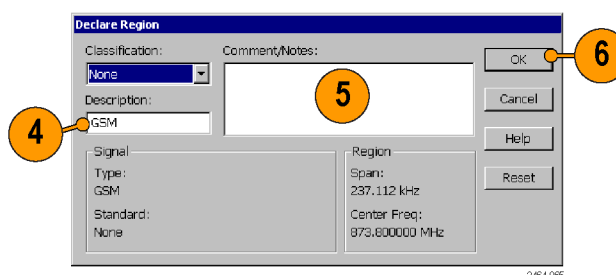 Declare Region
Classification:
None
Description:
GSM
Comment/Notes:
OK
Cancel
Help
Reset
Signal
Type:
GSM
Standard:
None
Region
Span:
237.112 kHz
Center Freq:
873.800000 MHz
4
5
6